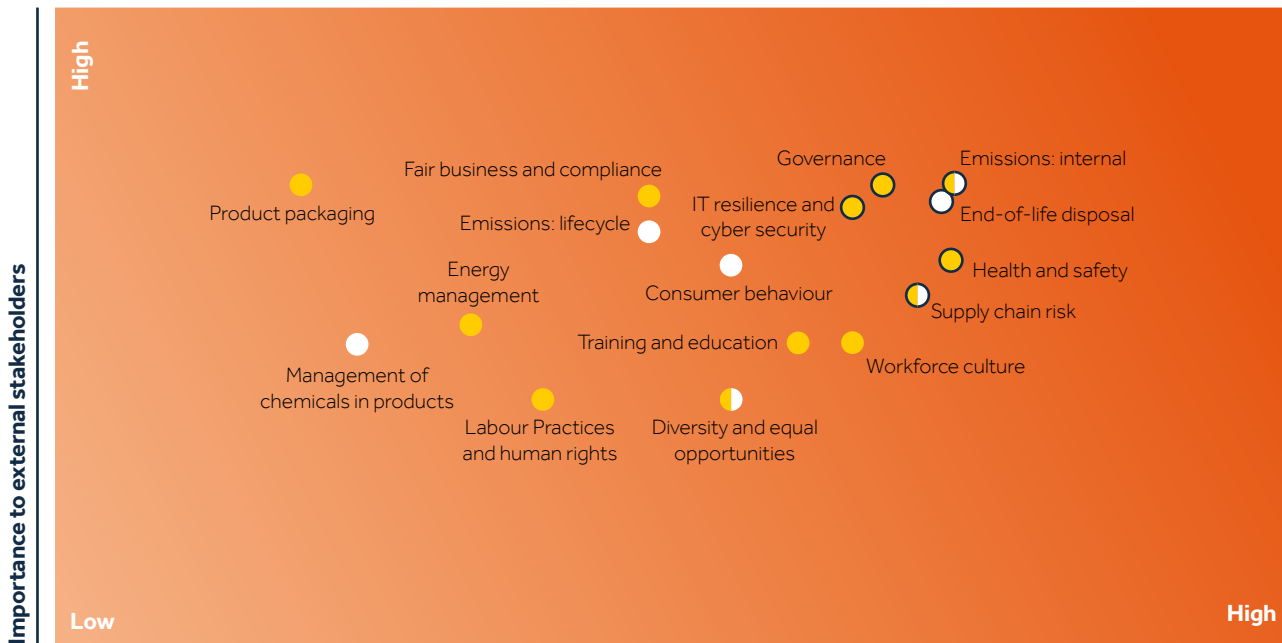 Importance to external stakeholders
High
Governance
Emissions: internal
Fair business and compliance
Product packaging
IT resilience and
cyber security
End-of-life disposal
Emissions: lifecycle
Energy
management
Consumer behaviour
Health and safety
Supply chain risk
Training and education
Workforce culture
Management of
chemicals in products
Labour Practices
and human rights
Diversity and equal
opportunities
Low
High